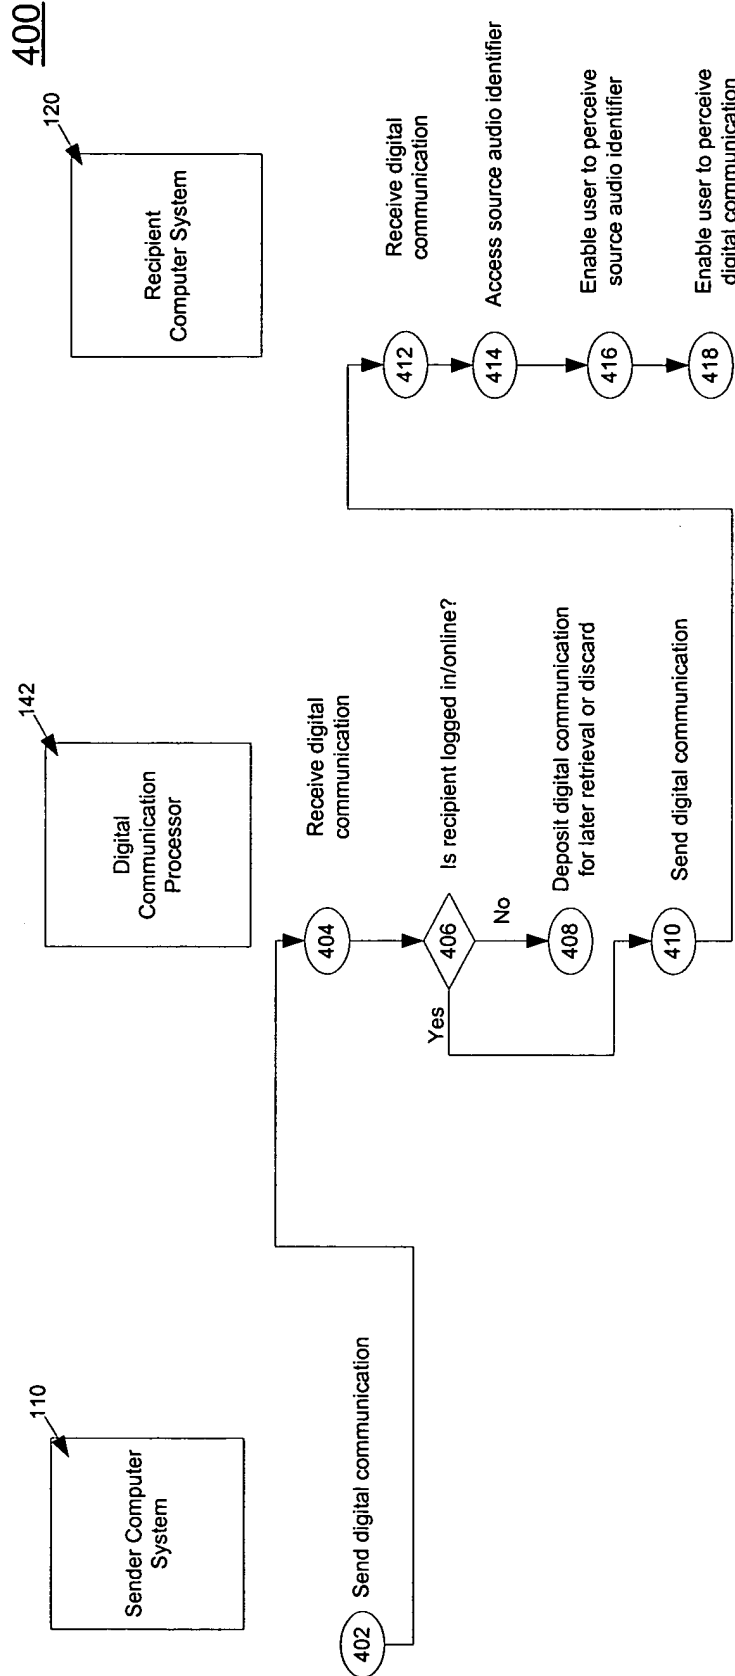 400
110
Sender Computer
System
142
Digital
Communication
Processor
120
Recipient
Computer System
402
Send digital communication
404
Receive digital
communication
406
Is recipient logged in/online?
Yes
No
408
Deposit digital communication
for later retrieval or discard
410
Send digital communication
412
Receive digital
communication
414
Access source audio identifier
416
Enable user to perceive
source audio identifier
418
Enable user to perceive
digital communication